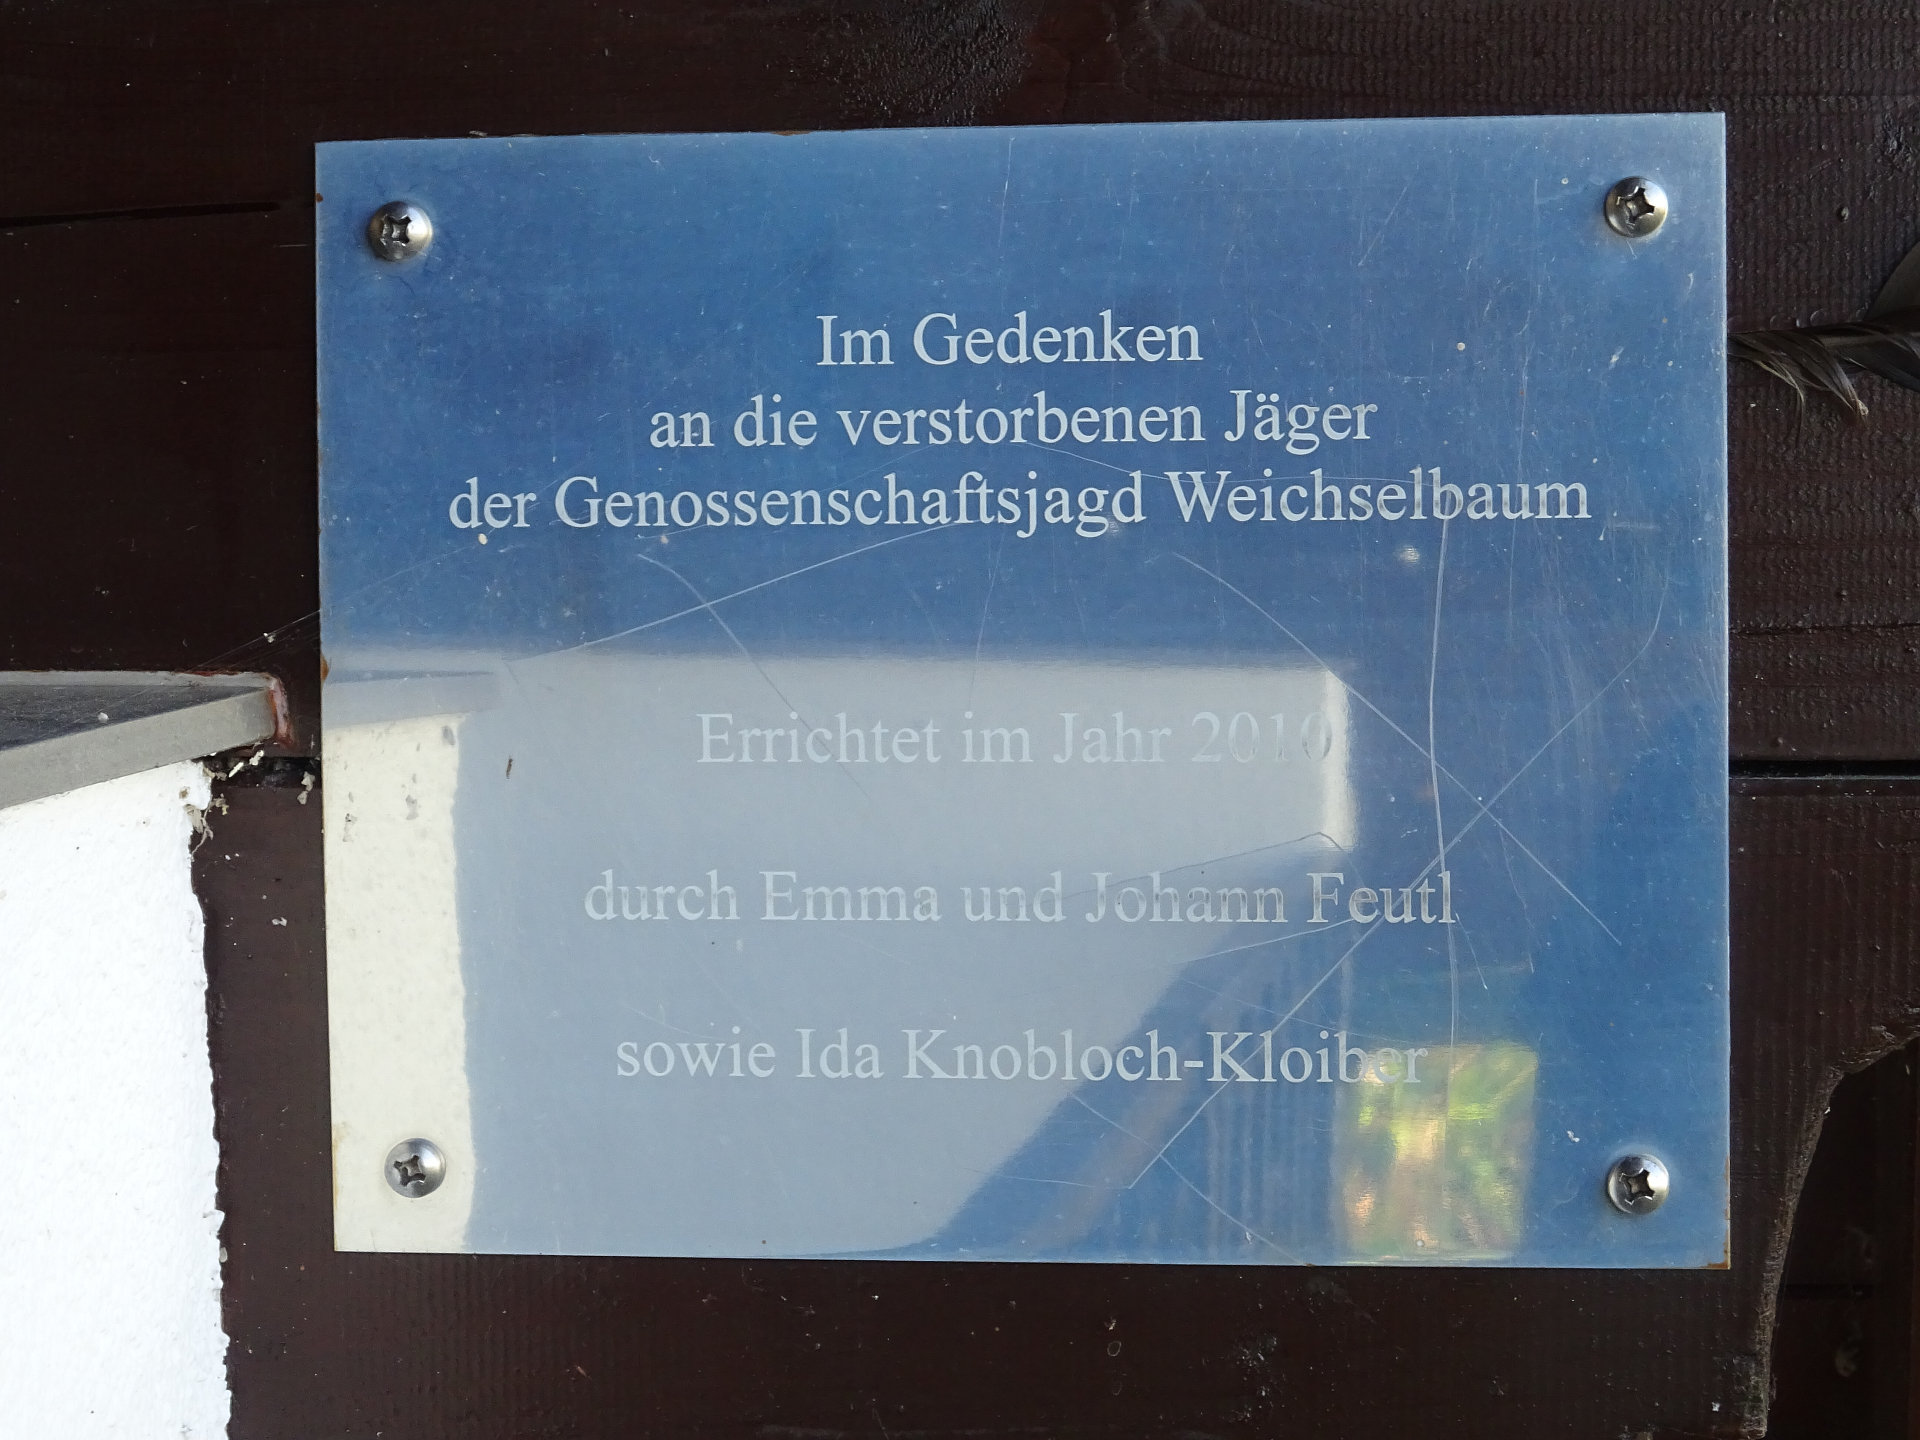 Im Gedenken
an die verstorbenen Jäger
der Genossenschaftsjagd Weichselbaum
Errichtet im Jahr 2010
durch Emma und Johann Feutl
sowie Ida Knobloch-Kloiber